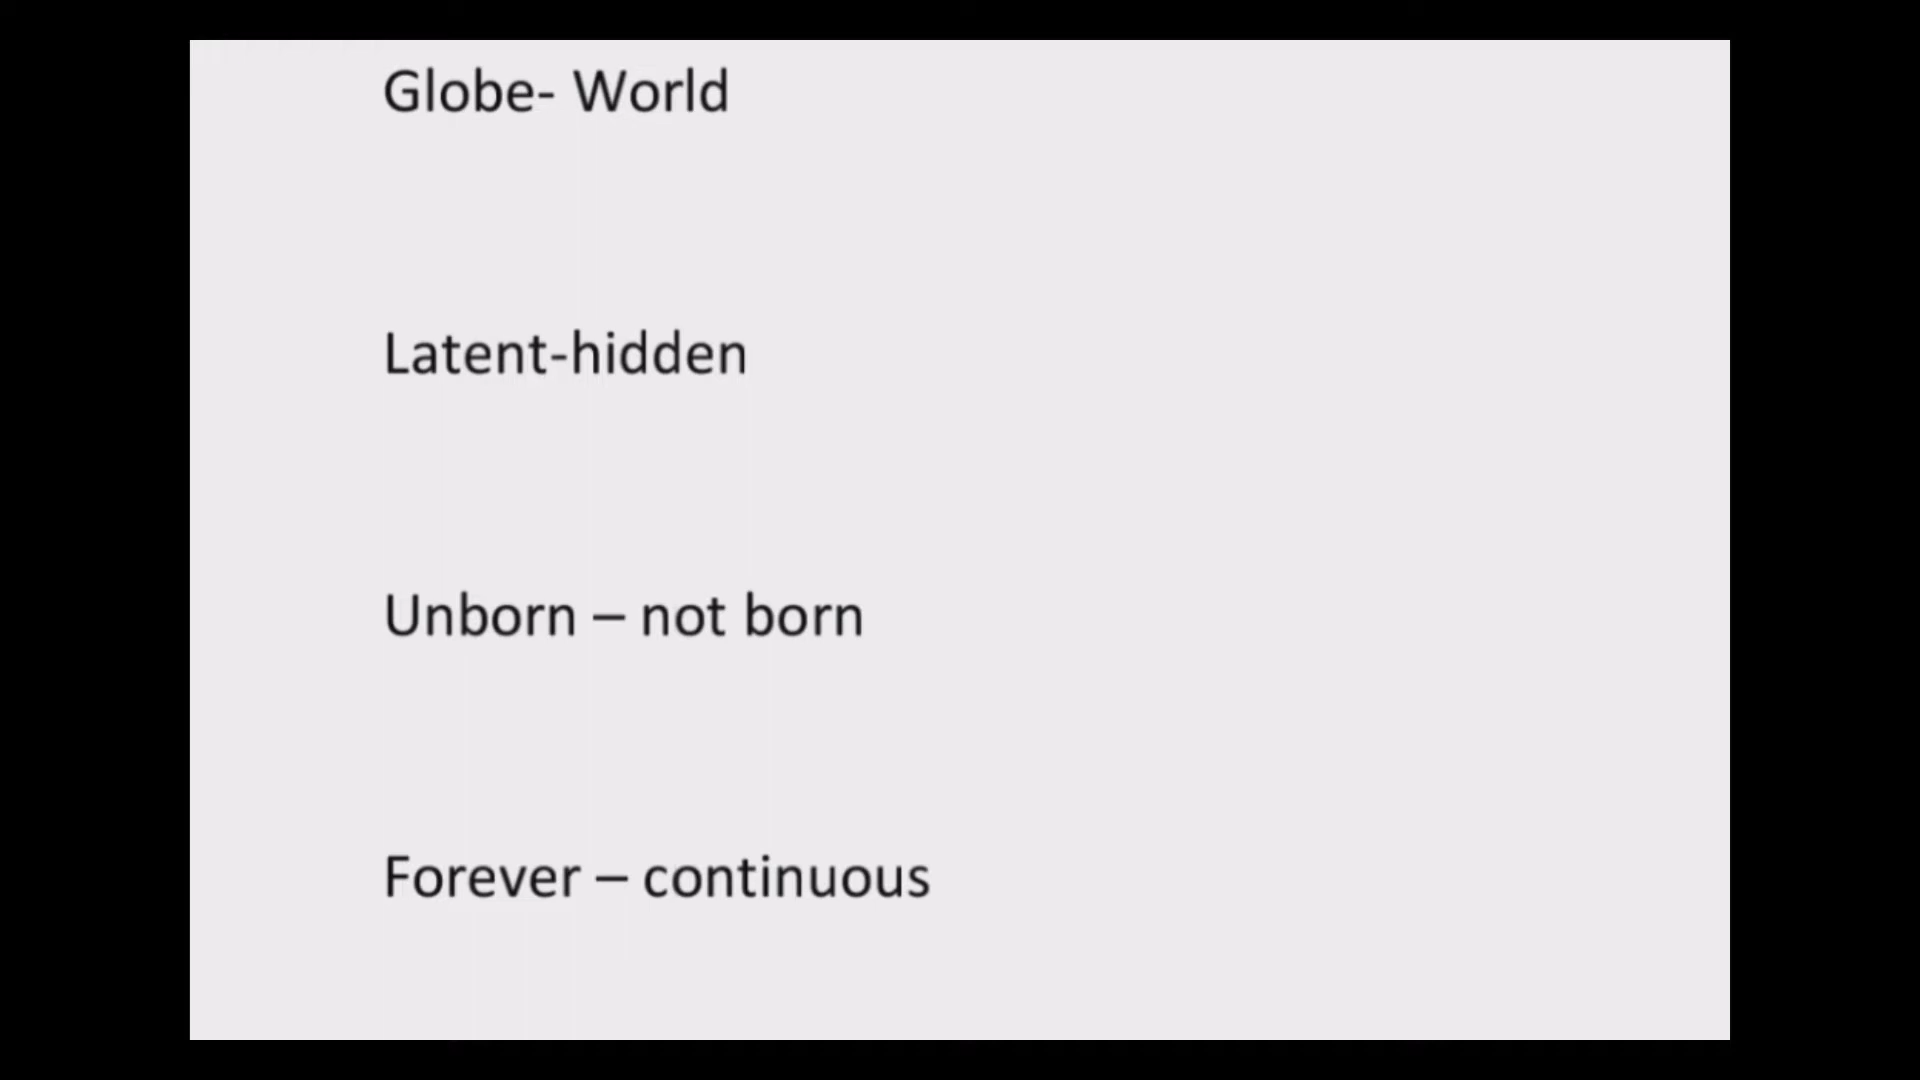 Globe- World
Latent-hidden
Unborn – not born
Forever – continuous